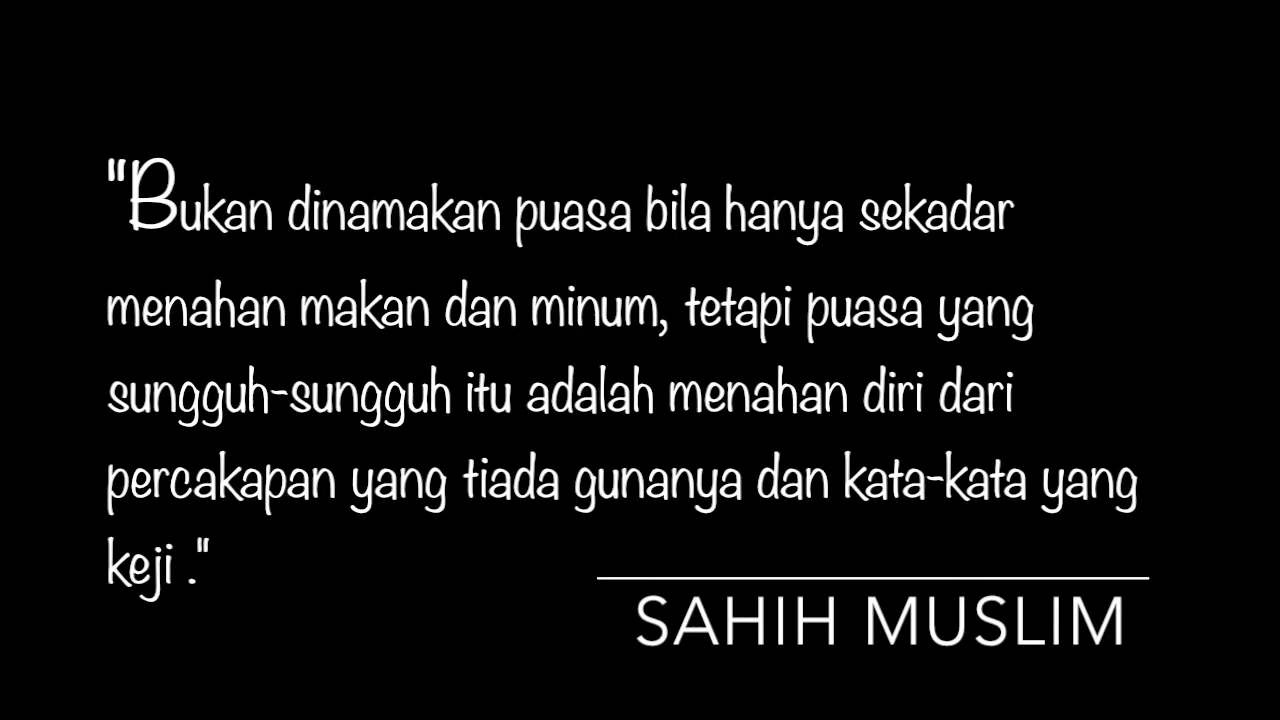 "Bukan dinamakan puasa bila hanya sekadar
menahan makan dan minum, tetapi puasa yang
sungguh-sungguh itu adalah menahan diri dari
percakapan yang tiada gunanya dan kata-kata yang
keji ."
SAHIH MUSLIM